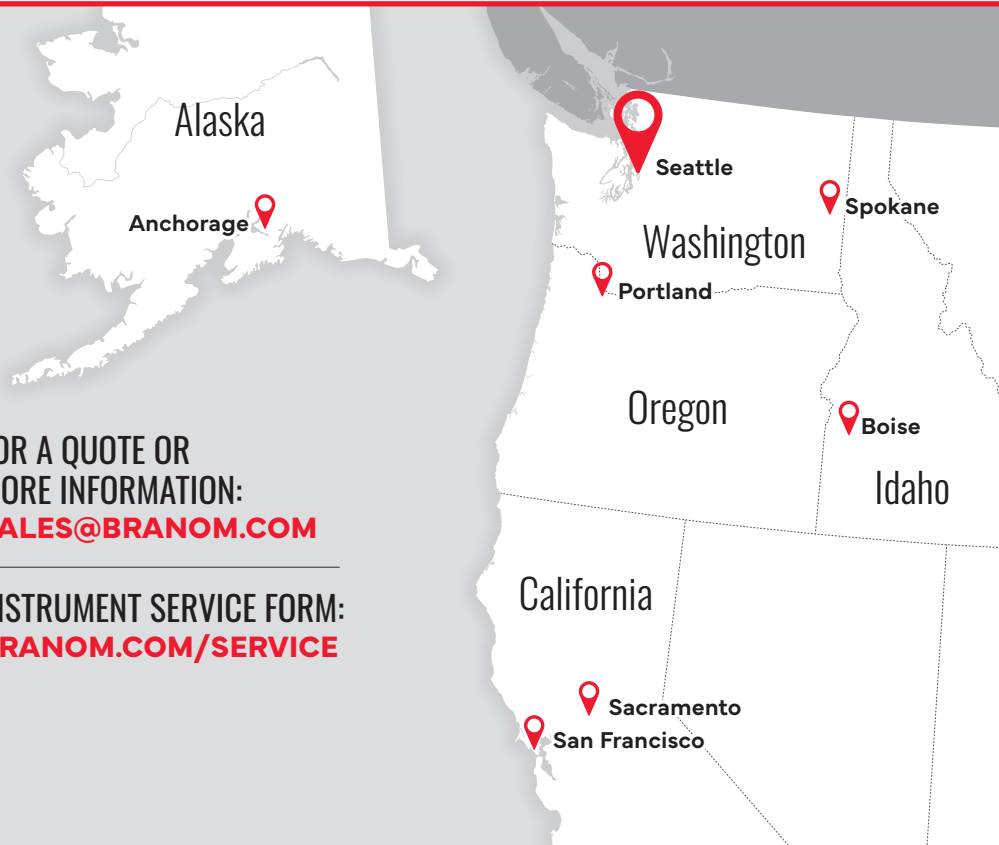 Alaska
Anchorage
Seattle
Spokane
Washington
Portland
Oregon
Boise
Idaho
OR A QUOTE OR
ORE INFORMATION:
ALES@BRANOM.COM
NSTRUMENT SERVICE FORM:
RANOM.COM/SERVICE
California
Sacramento
San Francisco